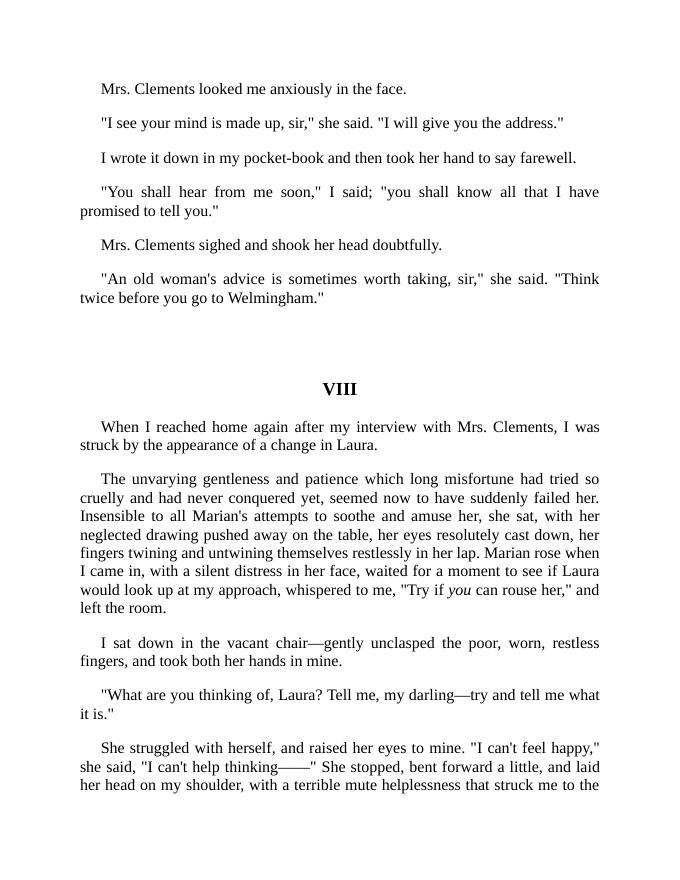 Mrs. Clements looked me anxiously in the face.
"I see your mind is made up, sir," she said. "I will give you the address."
I wrote it down in my pocket-book and then took her hand to say farewell.
"You shall hear from me soon," I said; "you shall know all that I have
promised to tell you."
Mrs. Clements sighed and shook her head doubtfully.
"An old woman's advice is sometimes worth taking, sir," she said. "Think
twice before you go to Welmingham."
VIII
When I reached home again after my interview with Mrs. Clements, I was
struck by the appearance of a change in Laura.
The unvarying gentleness and patience which long misfortune had tried so
cruelly and had never conquered yet, seemed now to have suddenly failed her.
Insensible to all Marian's attempts to soothe and amuse her, she sat, with her
neglected drawing pushed away on the table, her eyes resolutely cast down, her
fingers twining and untwining themselves restlessly in her lap. Marian rose when
I came in, with a silent distress in her face, waited for a moment to see if Laura
would look up at my approach, whispered to me, "Try if you can rouse her," and
left the room.
I sat down in the vacant chair—gently unclasped the poor, worn, restless
fingers, and took both her hands in mine.
"What are you thinking of, Laura? Tell me, my darling—try and tell me what
it is."
She struggled with herself, and raised her eyes to mine. "I can't feel happy,"
she said, "I can't help thinking——" She stopped, bent forward a little, and laid
her head on my shoulder, with a terrible mute helplessness that struck me to the